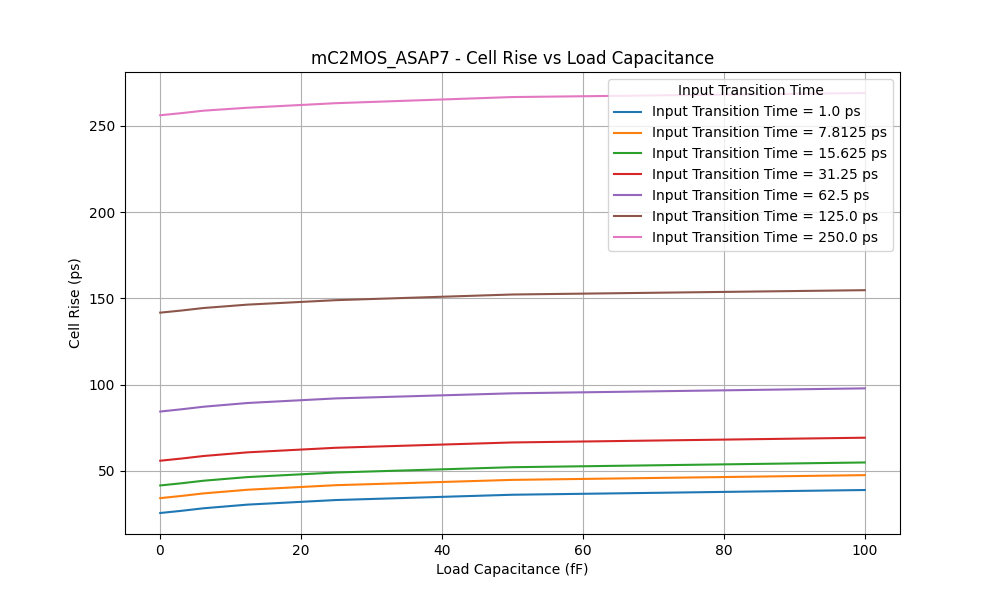 mC2MOS_ASAP7 - Cell Rise vs Load Capacitance
Input Transition Time
Input Transition Time = 1.0 ps
Input Transition Time = 7.8125 ps
Input Transition Time = 15.625 ps
Input Transition Time = 31.25 ps
Input Transition Time = 62.5 ps
Input Transition Time = 125.0 ps
Input Transition Time = 250.0 ps
Cell Rise (ps)
250
200
150
100
50
0 20 40 60 80 100
Load Capacitance (fF)